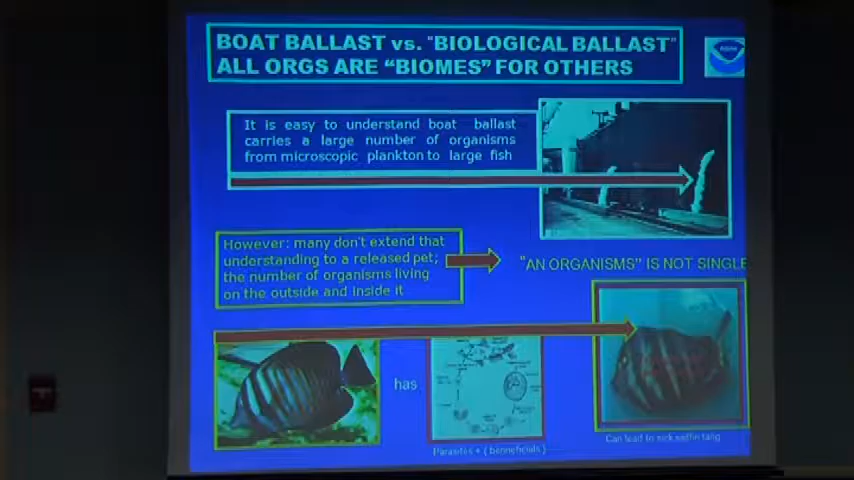 BOAT BALLAST vs. "BIOLOGICAL BALLAST"
ALL ORGS ARE “BIOMES” FOR OTHERS
It is easy to understand boat ballast
carries a large number of organisms
from microscopic plankton to large fish
However: many don't extend that
understanding to a released pet;
the number of organisms living
on the outside and inside it
"AN ORGANISMS" IS NOT SINGLE
has
Parasites + (benneficials)
Can lead to sick sailfin tang